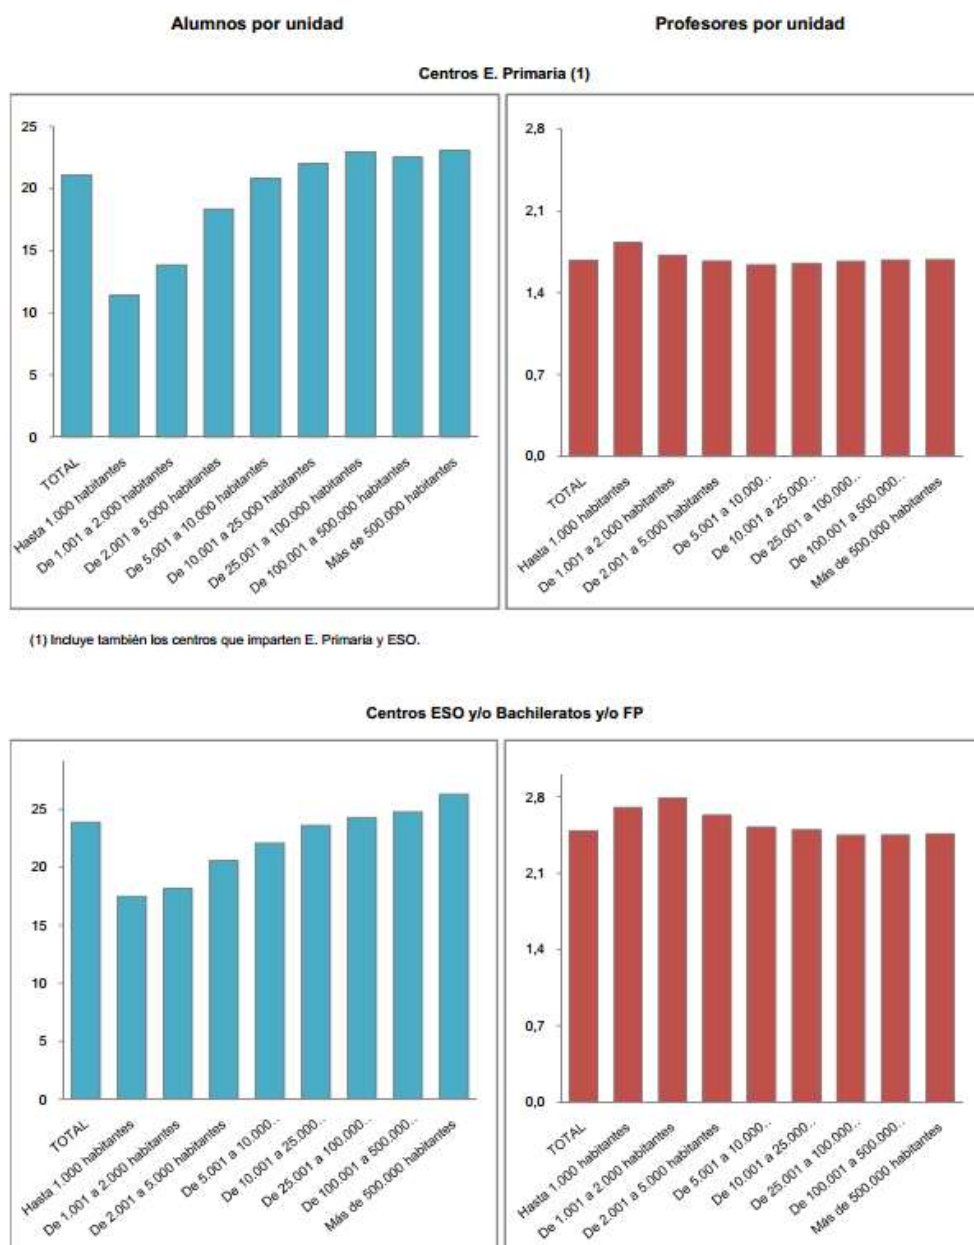 Alumnos por unidad
Profesores por unidad
Centros E. Primaria (1)
25
20
15
10
5
0
TOTAL
Hasta 1.000 habitantes
De 1.001 a 2.000 habitantes
De 2.001 a 5.000 habitantes
De 5.001 a 10.000 habitantes
De 10.001 a 25.000 habitantes
De 25.001 a 100.000 habitantes
De 100.001 a 500.000 habitantes
Más de 500.000 habitantes
2,8
2,1
1,4
0,7
0,0
TOTAL
Hasta 1.000 habitantes
De 1.001 a 2.000 habitantes
De 2.001 a 5.000 habitantes
De 5.001 a 10.000..
De 10.001 a 25.000..
De 25.001 a 100.000..
De 100.001 a 500.000..
Más de 500.000 habitantes
(1) Incluye también los centros que imparten E. Primaria y ESO.
Centros ESO y/o Bachileratos y/o FP
25
20
15
10
5
0
TOTAL
Hasta 1.000 habitantes
De 1.001 a 2.000 habitantes
De 2.001 a 5.000 habitantes
De 5.001 a 10.000..
De 10.001 a 25.000..
De 25.001 a 100.000..
De 100.001 a 500.000..
Más de 500.000 habitantes
2,8
2,1
1,4
0,7
0,0
TOTAL
Hasta 1.000 habitantes
De 1.001 a 2.000 habitantes
De 2.001 a 5.000 habitantes
De 5.001 a 10.000..
De 10.001 a 25.000..
De 25.001 a 100.000..
De 100.001 a 500.000..
Más de 500.000 habitantes